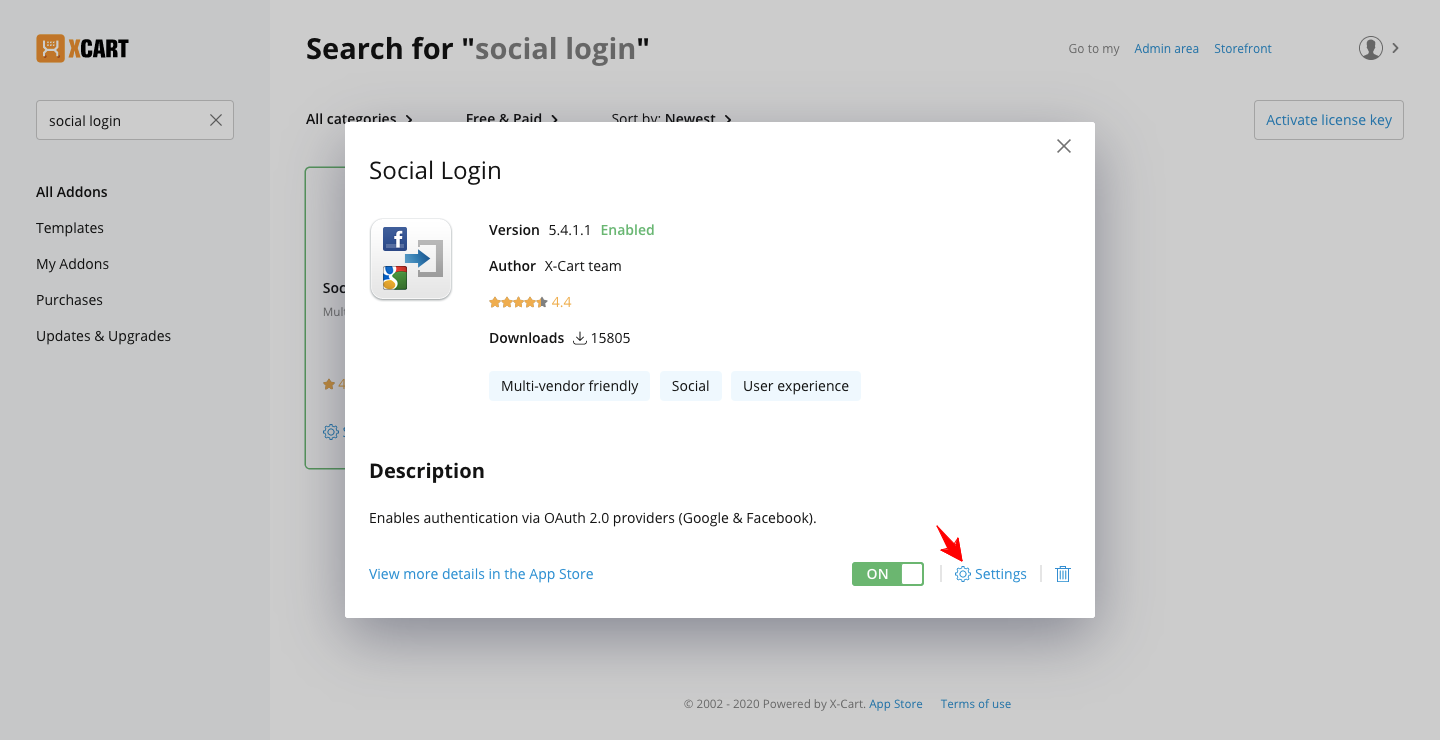 XCART
Search for "social login"
Go to my Admin area Storefront
social login
All categories Free & Paid Sort by: Newest
Activate license key
All Addons
Templates
My Addons
Purchases
Updates & Upgrades
Social Login
Version 5.4.1.1 Enabled
Author X-Cart team
4.4
Downloads 15805
Multi-vendor friendly Social User experience
Description
Enables authentication via OAuth 2.0 providers (Google & Facebook).
View more details in the App Store ON Settings
© 2002 - 2020 Powered by X-Cart. App Store Terms of use